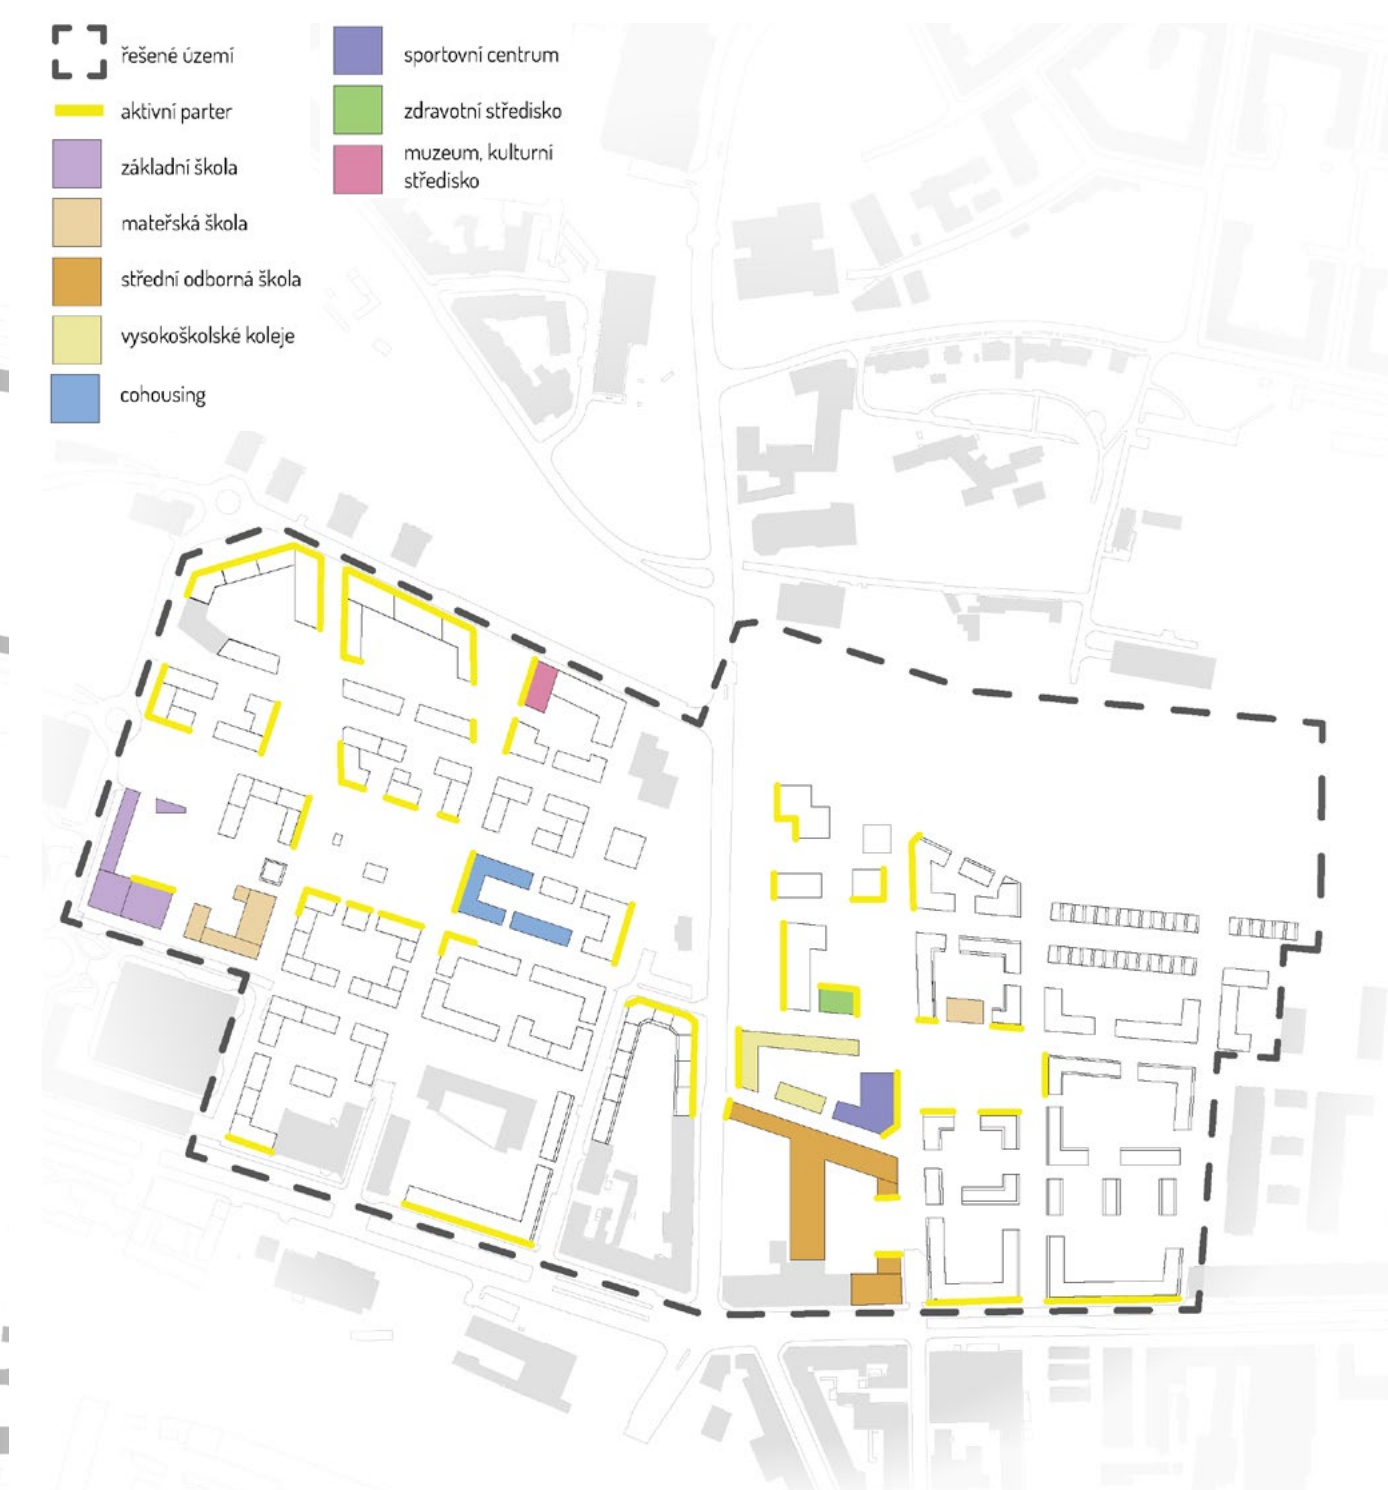 řešené území
aktivní parter
základní škola
mateřská škola
střední odborná škola
vysokoškolské koleje
cohousing
sportovní centrum
zdravotní středisko
muzeum, kulturní
středisko